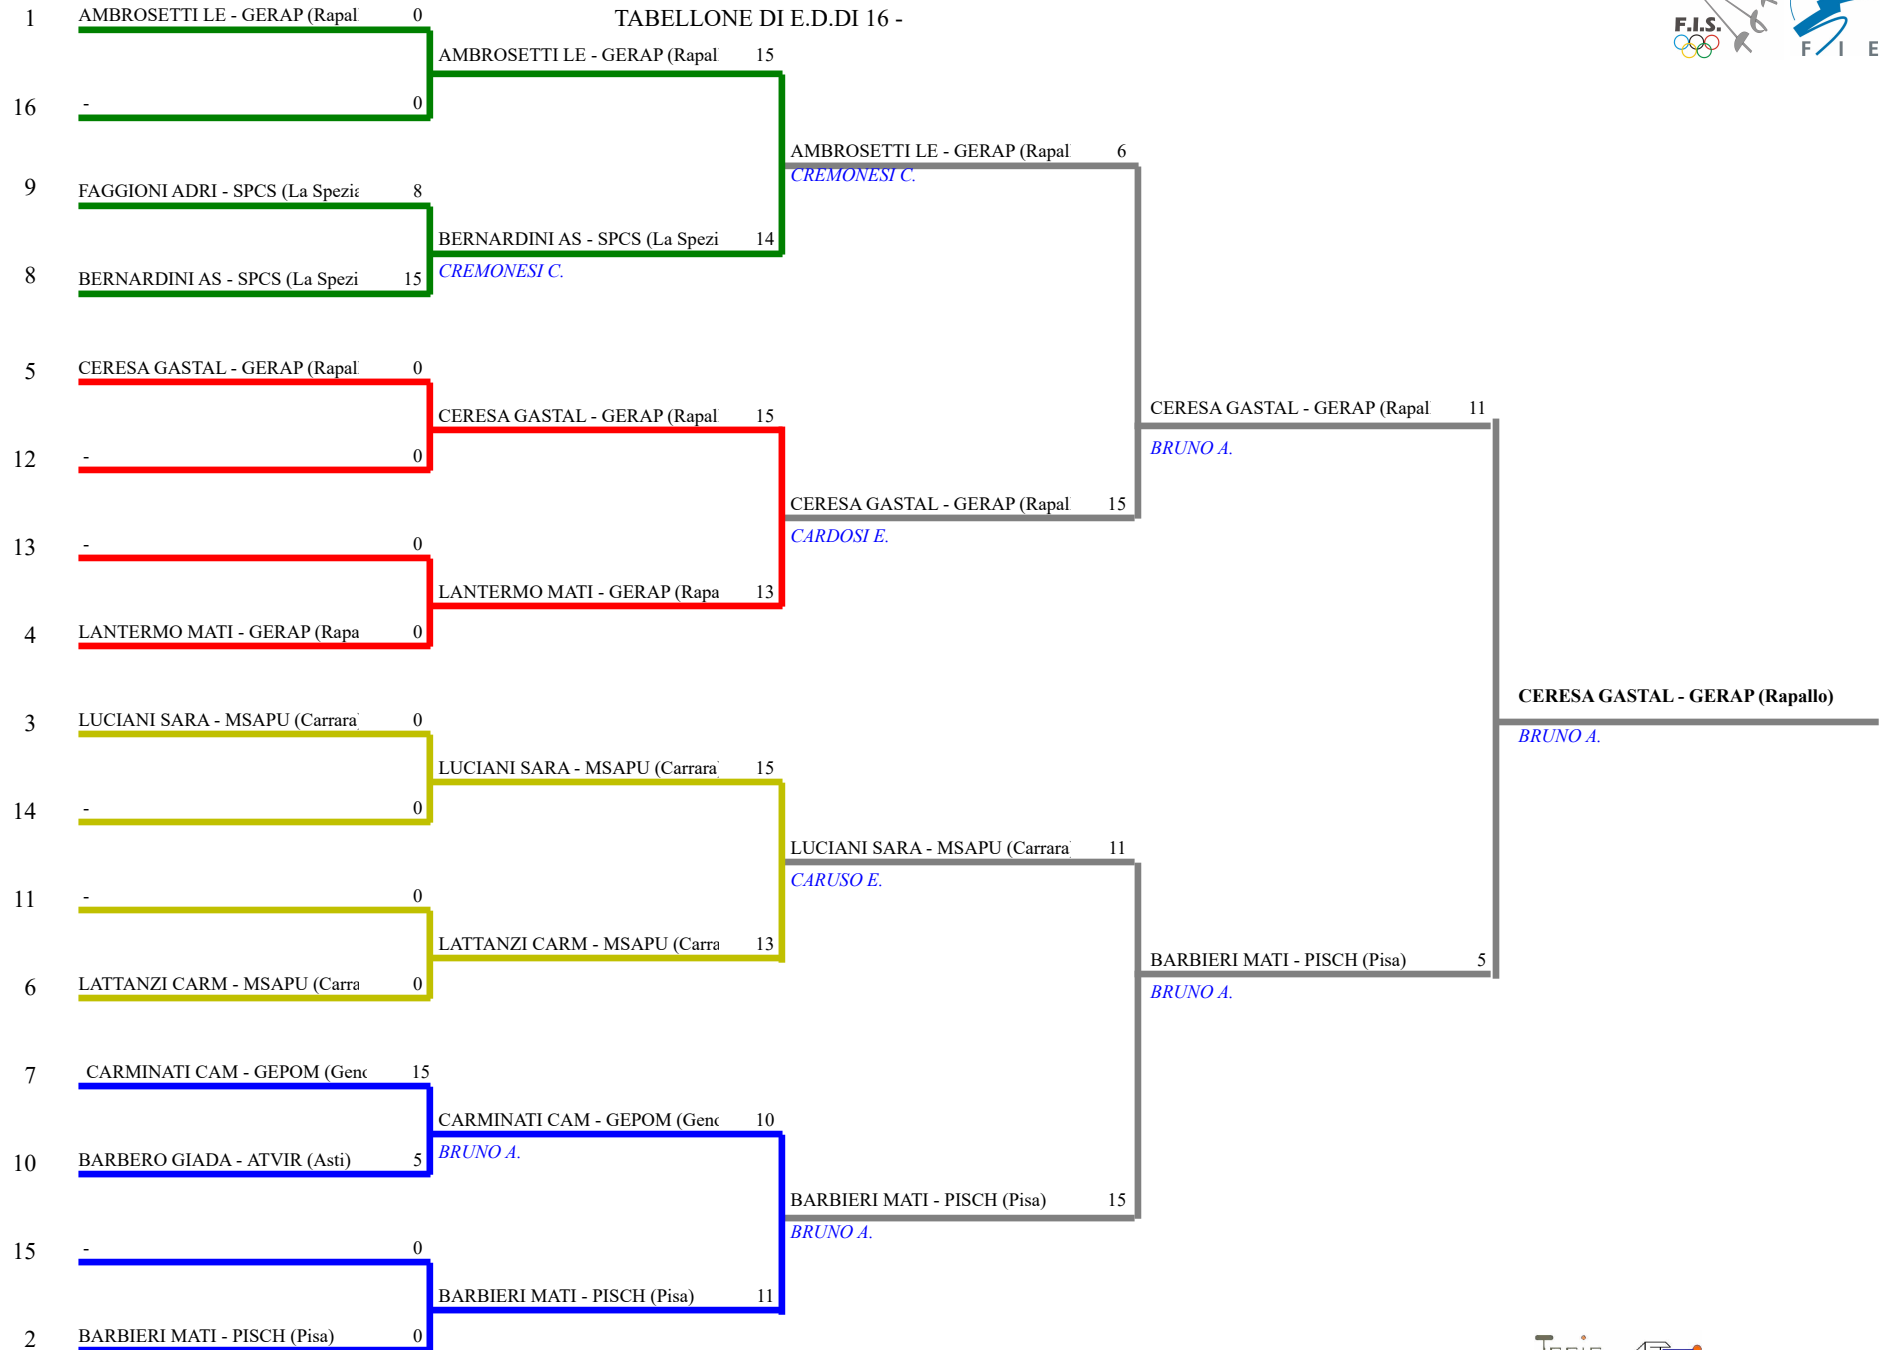 TABELLONE DI E.D.DI 16 -
F.I.S.
F I E
1 AMBROSETTI LE - GERAP (Rapal 0
AMBROSETTI LE - GERAP (Rapal 15
16 - 0
AMBROSETTI LE - GERAP (Rapal 6
CREMONESI C.
9 FAGGIONI ADRI - SPCS (La Spezia 8
BERNARDINI AS - SPCS (La Spezi 14
CREMONESI C.
8 BERNARDINI AS - SPCS (La Spezi 15
5 CERESA GASTAL - GERAP (Rapal 0
CERESA GASTAL - GERAP (Rapal 15
CERESA GASTAL - GERAP (Rapal 11
BRUNO A.
12 - 0
CERESA GASTAL - GERAP (Rapal 15
CARDOSI E.
13 - 0
LANTERMO MATI - GERAP (Rapa 13
4 LANTERMO MATI - GERAP (Rapa 0
CERESA GASTAL - GERAP (Rapallo)
BRUNO A.
3 LUCIANI SARA - MSAPU (Carrara 0
LUCIANI SARA - MSAPU (Carrara 15
14 - 0
LUCIANI SARA - MSAPU (Carrara 11
CARUSO E.
11 - 0
LATTANZI CARM - MSAPU (Carra 13
BARBIERI MATI - PISCH (Pisa) 5
BRUNO A.
6 LATTANZI CARM - MSAPU (Carra 0
7 CARMINATI CAM - GEPOM (Geno 15
CARMINATI CAM - GEPOM (Geno 10
BRUNO A.
10 BARBERO GIADA - ATVIR (Asti) 5
BARBIERI MATI - PISCH (Pisa) 15
BRUNO A.
15 - 0
BARBIERI MATI - PISCH (Pisa) 11
2 BARBIERI MATI - PISCH (Pisa) 0